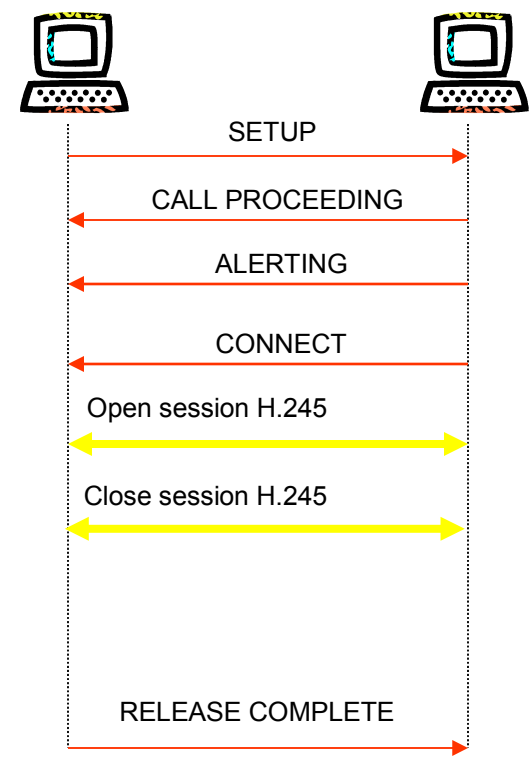 SETUP
CALL PROCEEDING
ALERTING
CONNECT
Open session H.245
Close session H.245
RELEASE COMPLETE